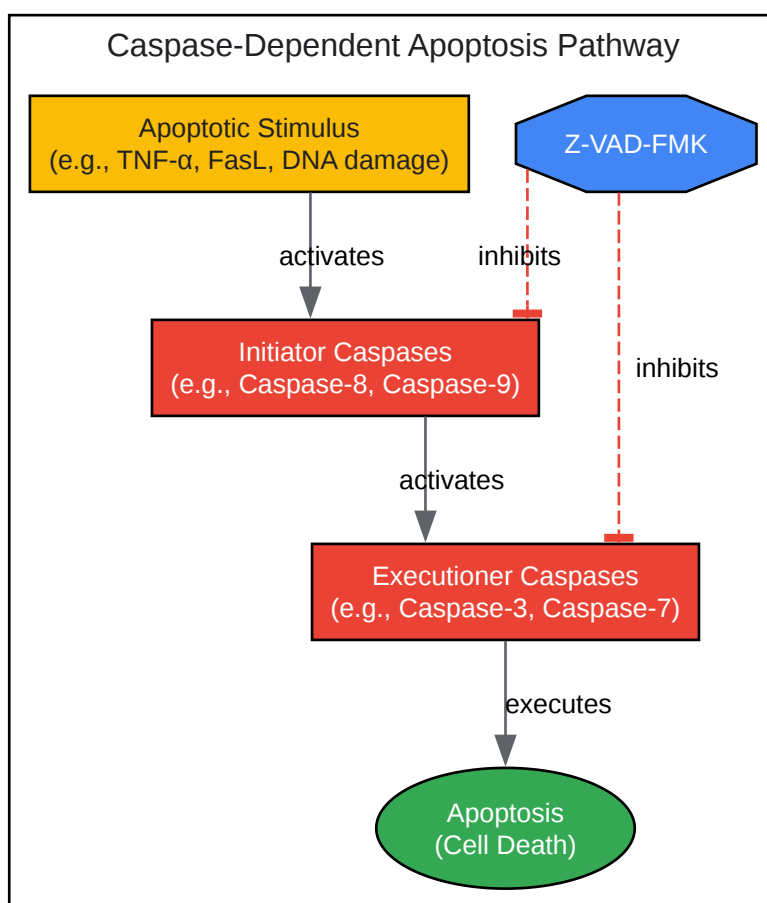 Caspase-Dependent Apoptosis Pathway
Apoptotic Stimulus
(e.g., TNF-α, FasL, DNA damage)
Z-VAD-FMK
activates
inhibits
Initiator Caspases
(e.g., Caspase-8, Caspase-9)
inhibits
activates
Executioner Caspases
(e.g., Caspase-3, Caspase-7)
executes
Apoptosis
(Cell Death)